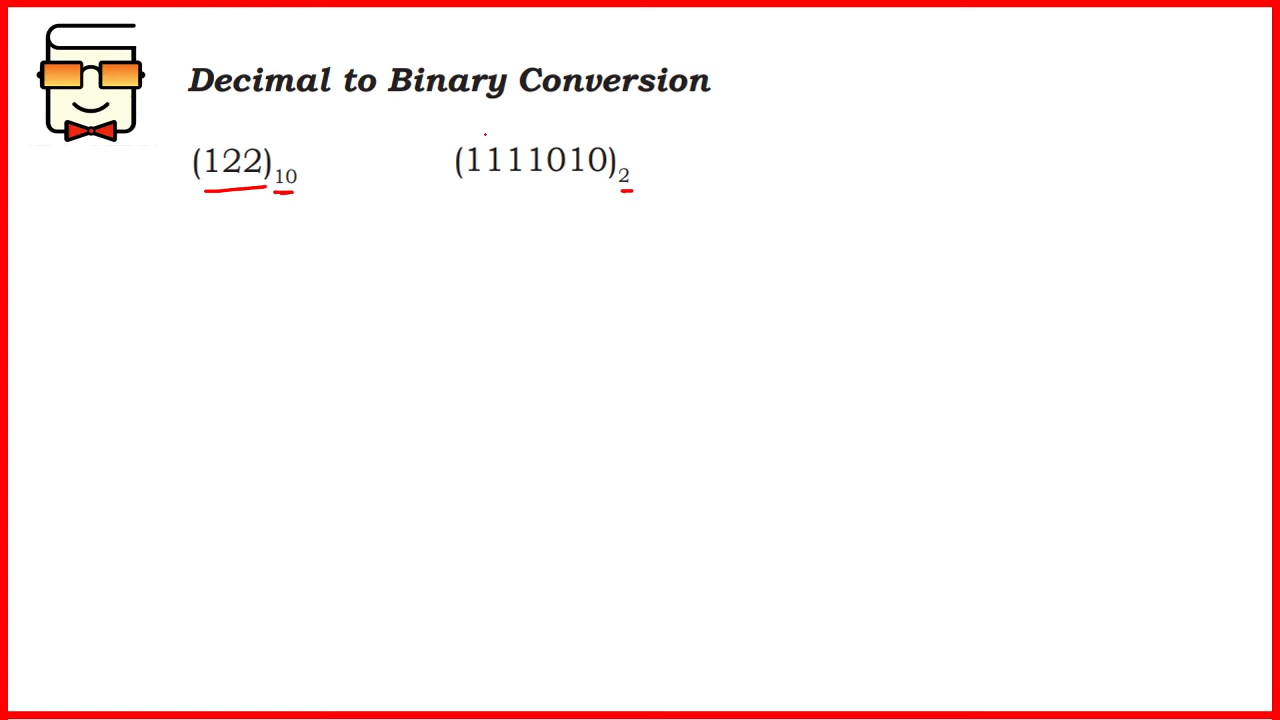 Decimal to Binary Conversion
(122)₁₀ (1111010)₂